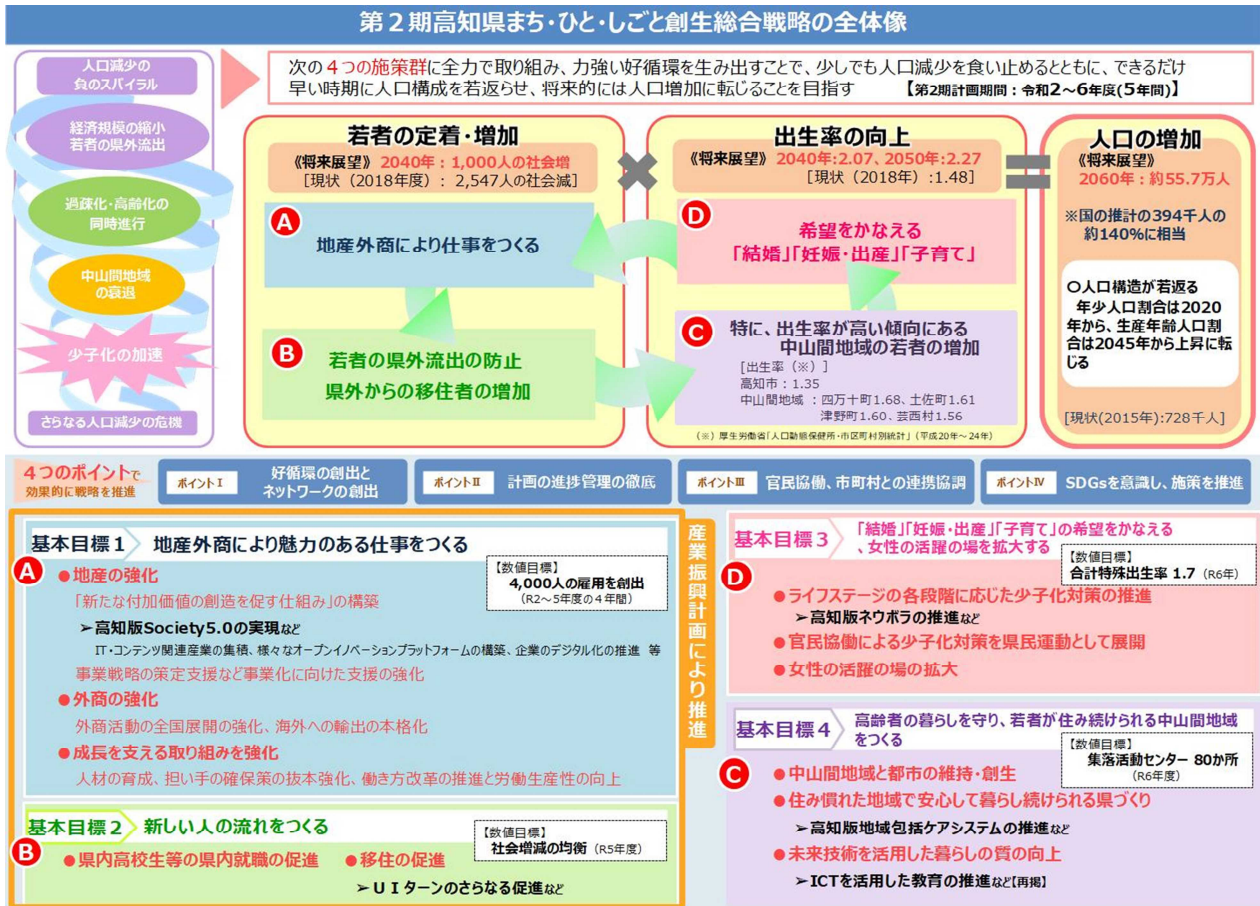 第2期高知県まち・ひと・しごと創生総合戦略の全体像
人口減少の
負のスパイラル
経済規模の縮小
若者の県外流出
過疎化・高齢化の
同時進行
中山間地域
の衰退
少子化の加速
さらなる人口減少の危機
次の4つの施策群に全力で取り組み、力強い好循環を生み出すことで、少しでも人口減少を食い止めるとともに、できるだけ
早い時期に人口構成を若返らせ、将来的には人口増加に転じることを目指す 【第2期計画期間：令和2～6年度(5年間)】
若者の定着・増加
《将来展望》 2040年：1,000人の社会増
[現状（2018年度）： 2,547人の社会減]
A
地産外商により仕事をつくる
B
若者の県外流出の防止
県外からの移住者の増加
出生率の向上
《将来展望》 2040年:2.07、2050年:2.27
[現状（2018年）:1.48]
D
希望をかなえる
「結婚」「妊娠・出産」「子育て」
C
特に、出生率が高い傾向にある
中山間地域の若者の増加
[出生率（※）]
高知市：1.35
中山間地域 ：四万十町1.68、土佐町1.61
津野町1.60、芸西村1.56
（※）厚生労働省「人口動態保健所・市区町村別統計」（平成20年～24年）
人口の増加
《将来展望》
2060年：約55.7万人
※国の推計の394千人の
約140%に相当
○人口構造が若返る
年少人口割合は2020
年から、生産年齢人口割
合は2045年から上昇に転
じる
[現状(2015年):728千人]
4つのポイントで
効果的に戦略を推進
ポイントⅠ
好循環の創出と
ネットワークの創出
ポイントⅡ
計画の進捗管理の徹底
ポイントⅢ
官民協働、市町村との連携協調
ポイントⅣ
SDGsを意識し、施策を推進
基本目標1 地産外商により魅力のある仕事をつくる
A
【数値目標】
4,000人の雇用を創出
（R2～5年度の4年間）
●地産の強化
「新たな付加価値の創造を促す仕組み」の構築
➢高知版Society5.0の実現など
IT・コンテンツ関連産業の集積、様々なオープンイノベーションプラットフォームの構築、企業のデジタル化の推進 等
事業戦略の策定支援など事業化に向けた支援の強化
●外商の強化
外商活動の全国展開の強化、海外への輸出の本格化
●成長を支える取り組みを強化
人材の育成、担い手の確保策の抜本強化、働き方改革の推進と労働生産性の向上
基本目標2 新しい人の流れをつくる
B
【数値目標】
社会増減の均衡（R5年度）
●県内高校生等の県内就職の促進 ●移住の促進
➢UIターンのさらなる促進など
産業振興計画により推進
基本目標3
「結婚」「妊娠・出産」「子育て」の希望をかなえる
、女性の活躍の場を拡大する
D
【数値目標】
合計特殊出生率 1.7（R6年）
●ライフステージの各段階に応じた少子化対策の推進
➢高知版ネウボラの推進など
●官民協働による少子化対策を県民運動として展開
●女性の活躍の場の拡大
基本目標4
高齢者の暮らしを守り、若者が住み続けられる中山間地域
をつくる
C
【数値目標】
集落活動センター 80か所
（R6年度）
●中山間地域と都市の維持・創生
●住み慣れた地域で安心して暮らし続けられる県づくり
➢高知版地域包括ケアシステムの推進など
●未来技術を活用した暮らしの質の向上
➢ICTを活用した教育の推進など【再掲】